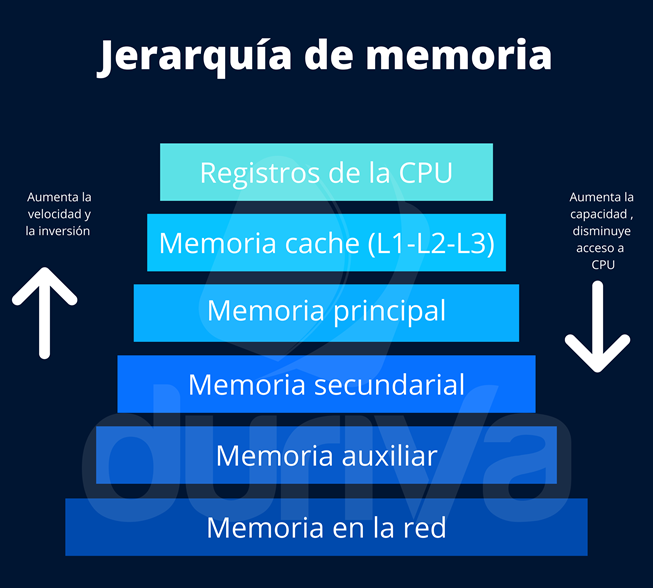 Jerarquía de memoria
Registros de la CPU
Aumenta la
velocidad y
la inversión
Aumenta la
capacidad ,
disminuye
acceso a
CPU
Memoria cache (L1-L2-L3)
Memoria principal
Memoria secundarial
Memoria auxiliar
Memoria en la red
duriva